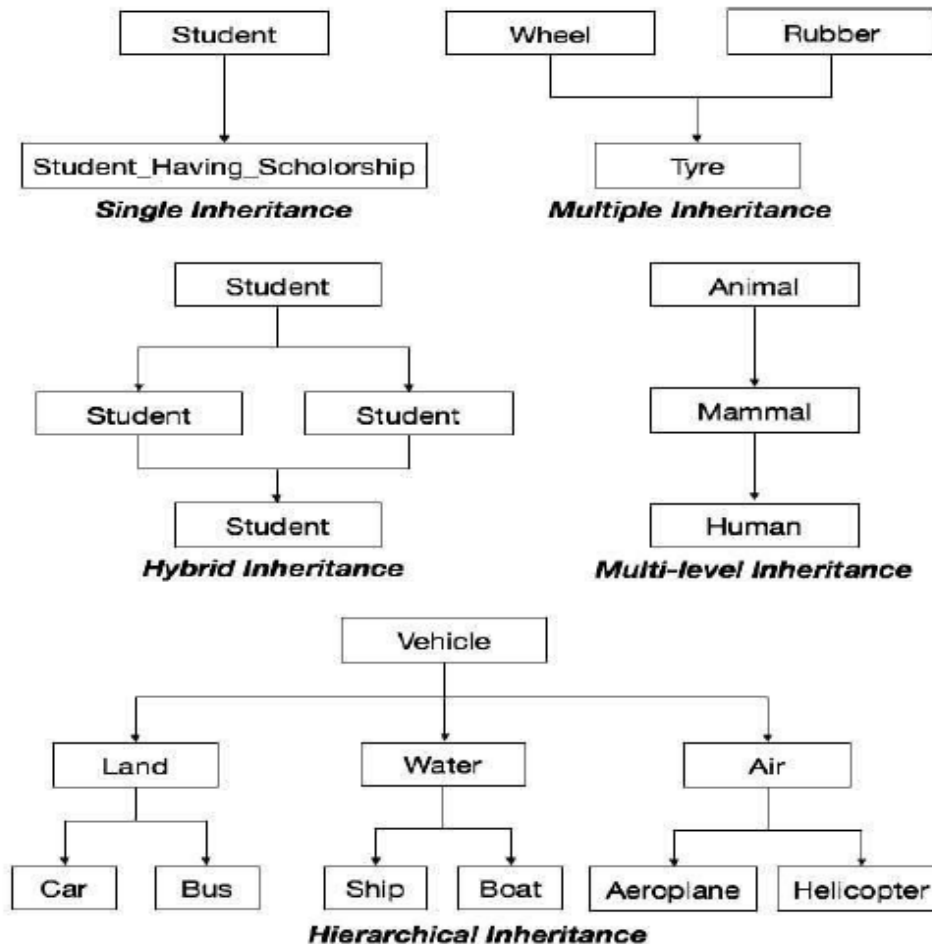 Student
Wheel
Rubber
Student_Having_Scholorship
Tyre
Single Inheritance
Multiple Inheritance
Student
Animal
Student
Student
Mammal
Student
Human
Hybrid Inheritance
Multi-level Inheritance
Vehicle
Land
Water
Air
Car
Bus
Ship
Boat
Aeroplane
Helicopter
Hierarchical Inheritance